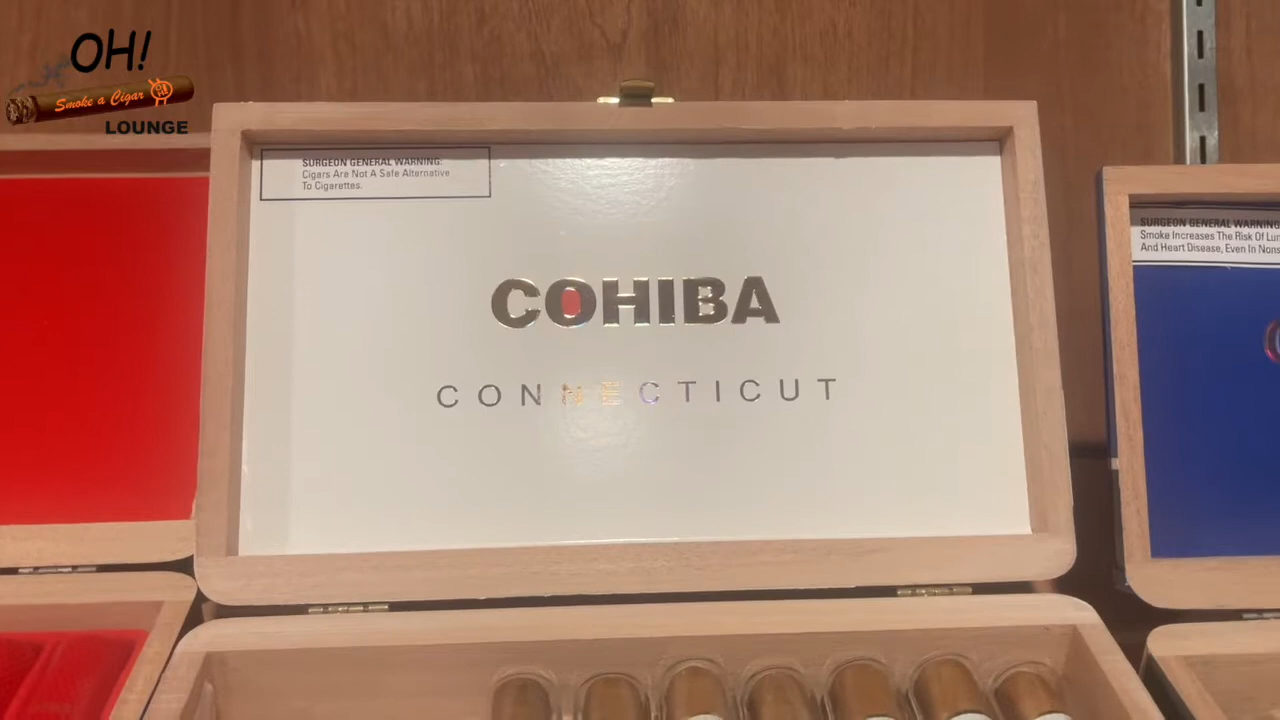 OH!
Smoke a Cigar
LOUNGE
SURGEON GENERAL WARNING:
Cigars Are Not A Safe Alternative
To Cigarettes.
COHIBA
CONNECTICUT
SURGEON GENERAL WARNING
Smoke Increases The Risk Of
And Heart Disease, Even In